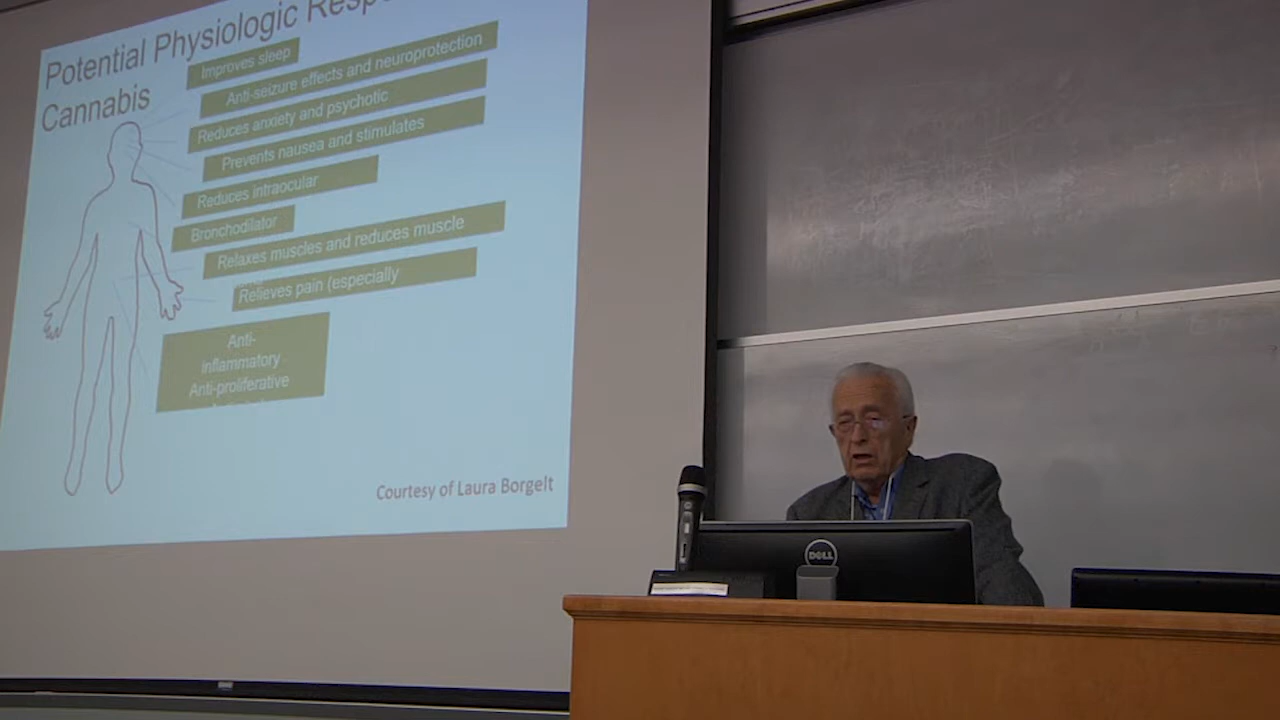 Potential Physiologic
Cannabis
Improves sleep
Anti-seizure effects and neuroprotection
Reduces anxiety and psychotic
Prevents nausea and stimulates
Reduces intraocular
Bronchodilator
Relaxes muscles and reduces muscle
Relieves pain (especially
Anti-
inflammatory
Anti-proliferative
Courtesy of Laura Borgelt
DELL